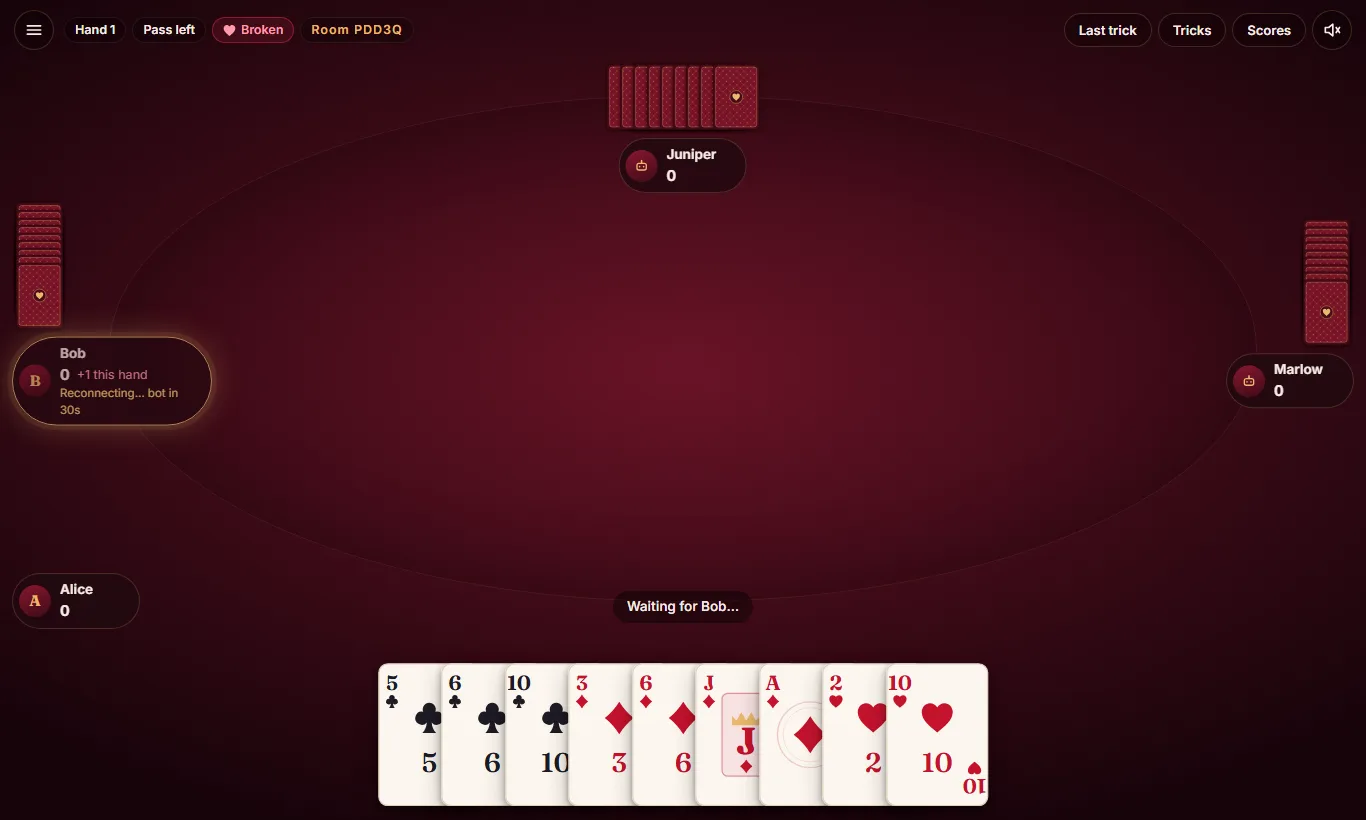 Hand 1
Pass left
Broken
Room PDD3Q
Last trick
Tricks
Scores
Juniper
0
Bob
B
0 +1 this hand
Reconnecting... bot in
30s
Marlow
0
Alice
A
0
Waiting for Bob...
5
5
6
6
10
10
3
3
6
6
J
J
A
2
2
10
10
10